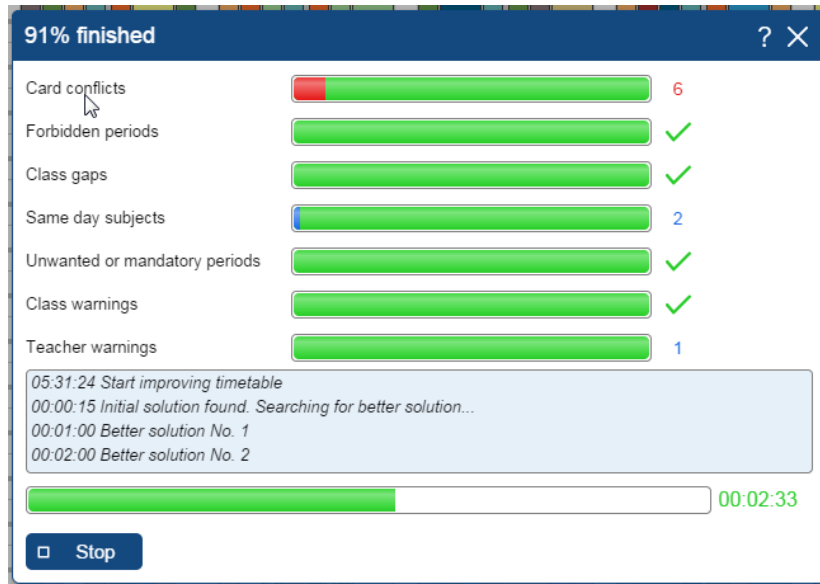 91% finished
?
Card conflicts 6
Forbidden periods
Class gaps
Same day subjects 2
Unwanted or mandatory periods
Class warnings
Teacher warnings 1
05:31:24 Start improving timetable
00:00:15 Initial solution found. Searching for better solution...
00:01:00 Better solution No. 1
00:02:00 Better solution No. 2
00:02:33
Stop